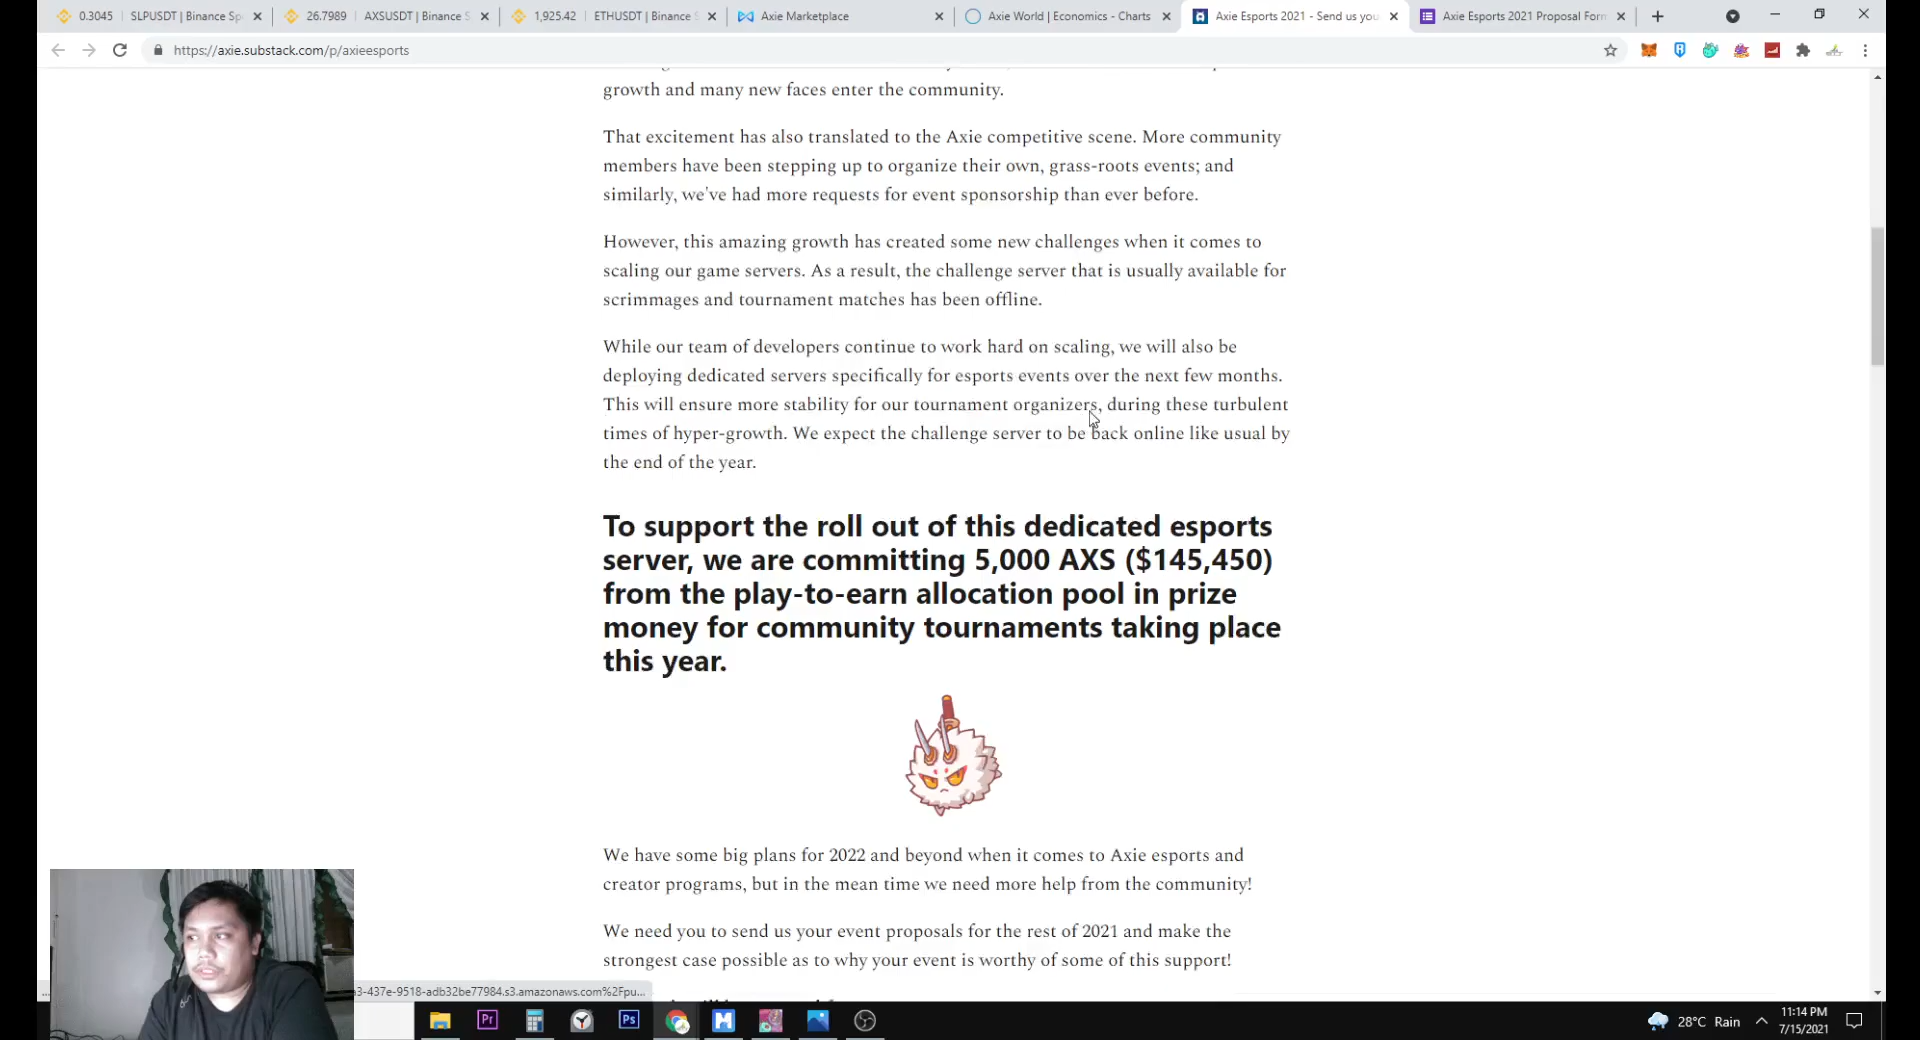 0.3045 | SLPUSDT | Binance Sp
26.7989 | AXSUSDT | Binance S
1,925.42 | ETHUSDT | Binance S
Axie Marketplace
Axie World | Economics - Charts
Axie Esports 2021 - Send us you
Axie Esports 2021 Proposal Form
https://axie.substack.com/p/axieesports
growth and many new faces enter the community.
That excitement has also translated to the Axie competitive scene. More community
members have been stepping up to organize their own, grass-roots events; and
similarly, we've had more requests for event sponsorship than ever before.
However, this amazing growth has created some new challenges when it comes to
scaling our game servers. As a result, the challenge server that is usually available for
scrimmages and tournament matches has been offline.
While our team of developers continue to work hard on scaling, we will also be
deploying dedicated servers specifically for esports events over the next few months.
This will ensure more stability for our tournament organizers, during these turbulent
times of hyper-growth. We expect the challenge server to be back online like usual by
the end of the year.
To support the roll out of this dedicated esports
server, we are committing 5,000 AXS ($145,450)
from the play-to-earn allocation pool in prize
money for community tournaments taking place
this year.
We have some big plans for 2022 and beyond when it comes to Axie esports and
creator programs, but in the mean time we need more help from the community!
We need you to send us your event proposals for the rest of 2021 and make the
strongest case possible as to why your event is worthy of some of this support!
a3-437e-9518-adb32be77984.s3.amazonaws.com%2Fpu...
Pr
Ps
28°C Rain
11:14 PM
7/15/2021